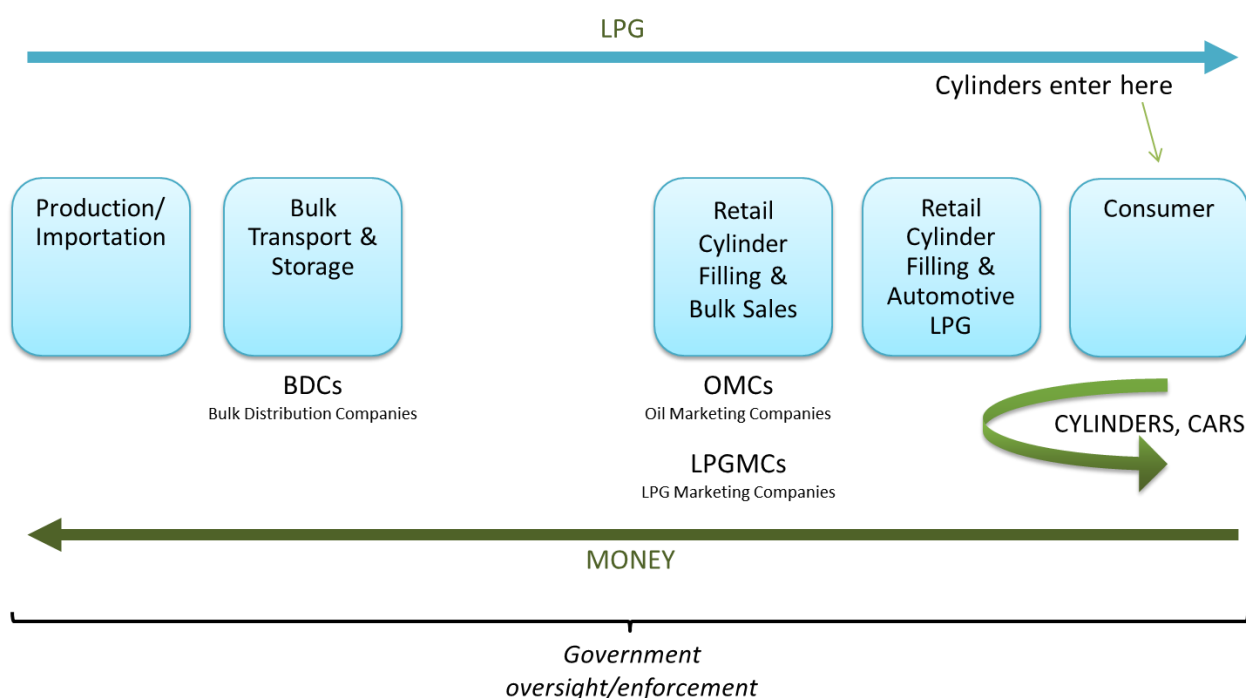 LPG
Cylinders enter here
Production/
Importation
Bulk
Transport &
Storage
Retail
Cylinder
Filling &
Bulk Sales
Retail
Cylinder
Filling &
Automotive
LPG
Consumer
BDCs
Bulk Distribution Companies
OMCs
Oil Marketing Companies
LPGMCs
LPG Marketing Companies
CYLINDERS, CARS
MONEY
Government
oversight/enforcement